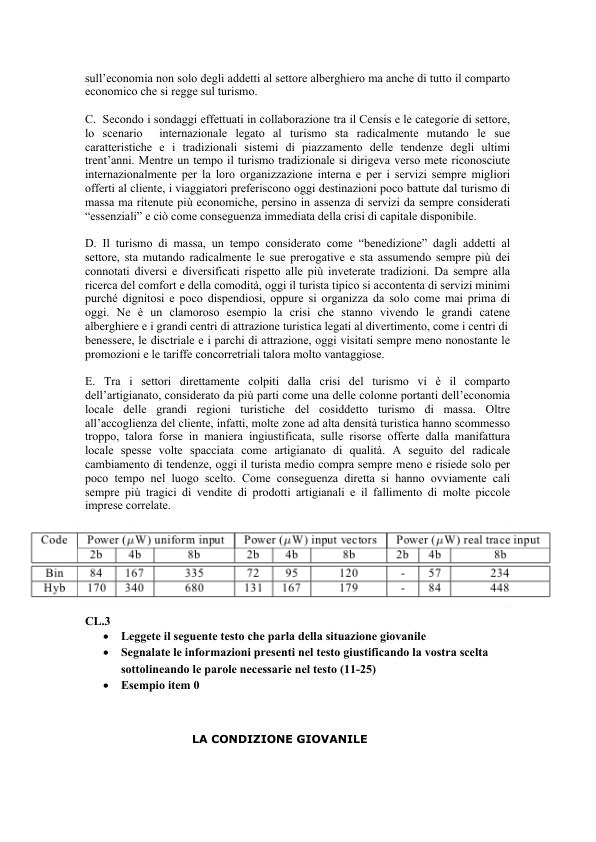 sull’economia non solo degli addetti al settore alberghiero ma anche di tutto il comparto
economico che si regge sul turismo.
C. Secondo i sondaggi effettuati in collaborazione tra il Censis e le categorie di settore,
lo scenario internazionale legato al turismo sta radicalmente mutando le sue
caratteristiche e i tradizionali sistemi di piazzamento delle tendenze degli ultimi
trent’anni. Mentre un tempo il turismo tradizionale si dirigeva verso mete riconosciute
internazionalmente per la loro organizzazione interna e per i servizi sempre migliori
offerti al cliente, i viaggiatori preferiscono oggi destinazioni poco battute dal turismo di
massa ma ritenute più economiche, persino in assenza di servizi da sempre considerati
“essenziali” e ciò come conseguenza immediata della crisi di capitale disponibile.
D. Il turismo di massa, un tempo considerato come “benedizione” dagli addetti al
settore, sta mutando radicalmente le sue prerogative e sta assumendo sempre più dei
connotati diversi e diversificati rispetto alle più inveterate tradizioni. Da sempre alla
ricerca del comfort e della comodità, oggi il turista tipico si accontenta di servizi minimi
purché dignitosi e poco dispendiosi, oppure si organizza da solo come mai prima di
oggi. Ne è un clamoroso esempio la crisi che stanno vivendo le grandi catene
alberghiere e i grandi centri di attrazione turistica legati al divertimento, come i centri di
benessere, le disctriale e i parchi di attrazione, oggi visitati sempre meno nonostante le
promozioni e le tariffe concorretriali talora molto vantaggiose.
E. Tra i settori direttamente colpiti dalla crisi del turismo vi è il comparto
dell’artigianato, considerato da più parti come una delle colonne portanti dell’economia
locale delle grandi regioni turistiche del cosiddetto turismo di massa. Oltre
all’accoglienza del cliente, infatti, molte zone ad alta densità turistica hanno scommesso
troppo, talora forse in maniera ingiustificata, sulle risorse offerte dalla manifattura
locale spesse volte spacciata come artigianato di qualità. A seguito del radicale
cambiamento di tendenze, oggi il turista medio compra sempre meno e risiede solo per
poco tempo nel luogo scelto. Come conseguenza diretta si hanno ovviamente cali
sempre più tragici di vendite di prodotti artigianali e il fallimento di molte piccole
imprese correlate.
Code Power (μW) uniform input Power (μW) input vectors Power (μW) real trace input
2b 4b 8b 2b 4b 8b 2b 4b 8b
Bin 84 167 335 72 95 120 - 57 234
Hyb 170 340 680 131 167 179 - 84 448
CL.3
• Leggete il seguente testo che parla della situazione giovanile
• Segnalate le informazioni presenti nel testo giustificando la vostra scelta
sottolineando le parole necessarie nel testo (11-25)
• Esempio item 0
LA CONDIZIONE GIOVANILE